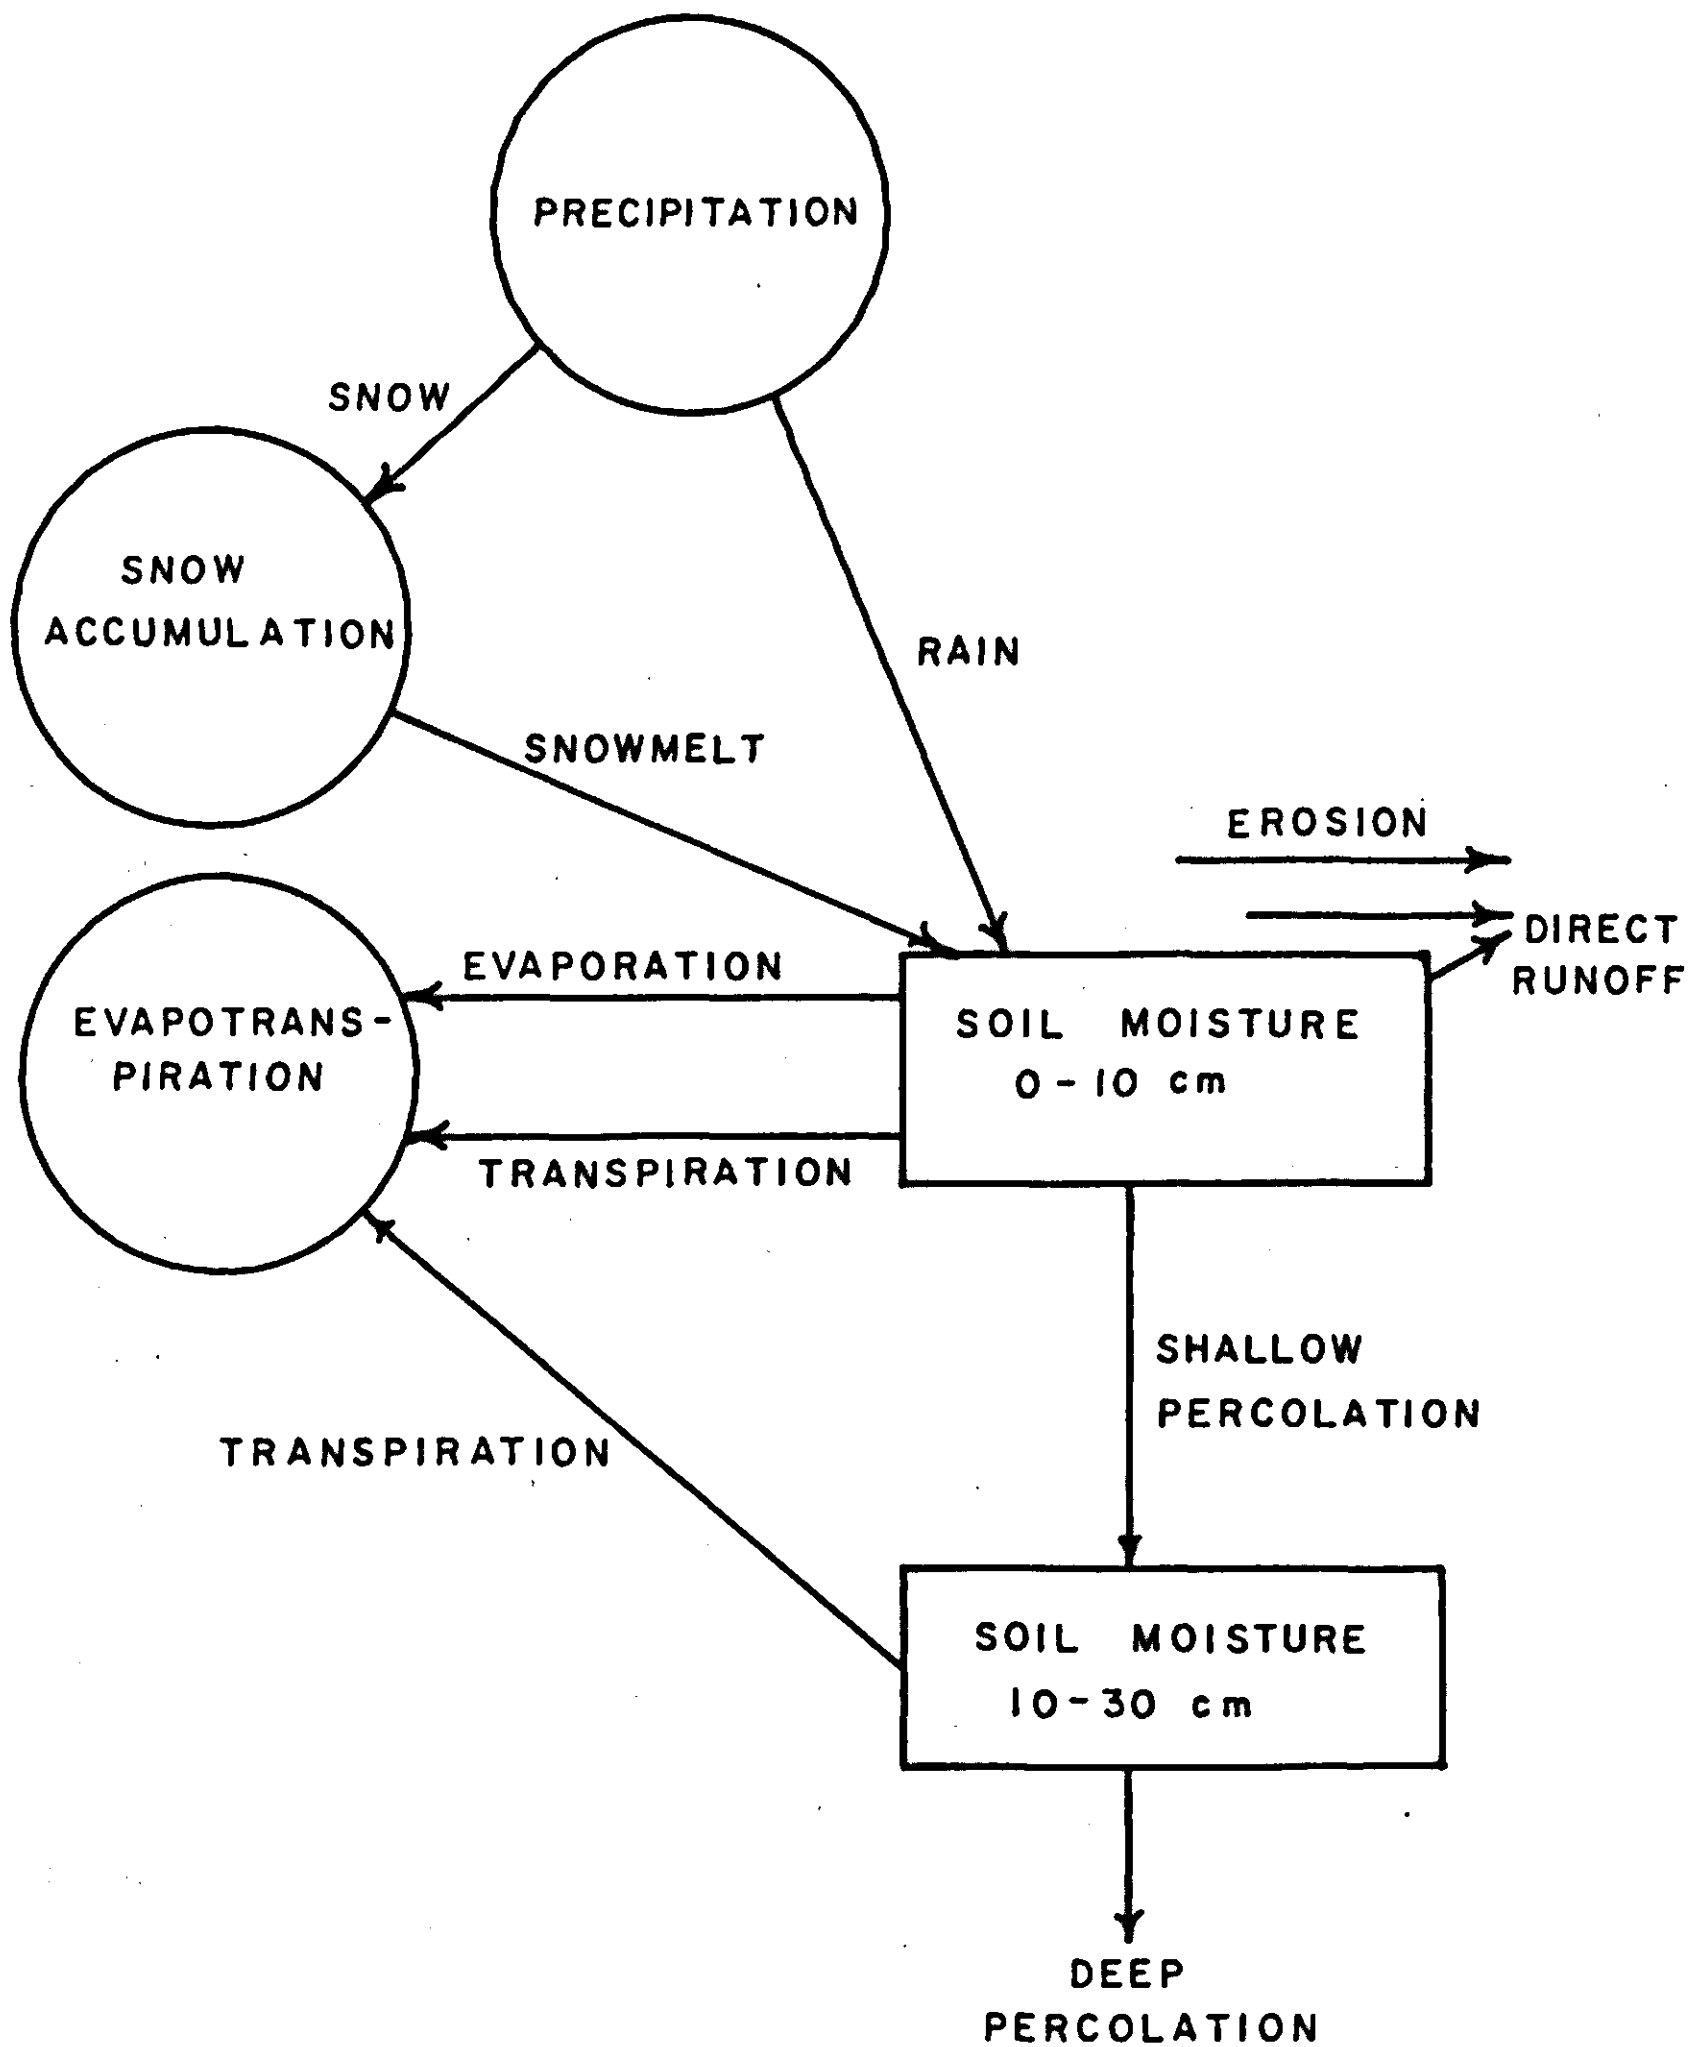 PRECIPITATION
SNOW
SNOW
ACCUMULATION
RAIN
SNOWMELT
EROSION
DIRECT
RUNOFF
EVAPORATION
EVAPOTRANS-
PIRATION
SOIL MOISTURE
0-10 cm
TRANSPIRATION
SHALLOW
PERCOLATION
TRANSPIRATION
SOIL MOISTURE
10-30 cm
DEEP
PERCOLATION